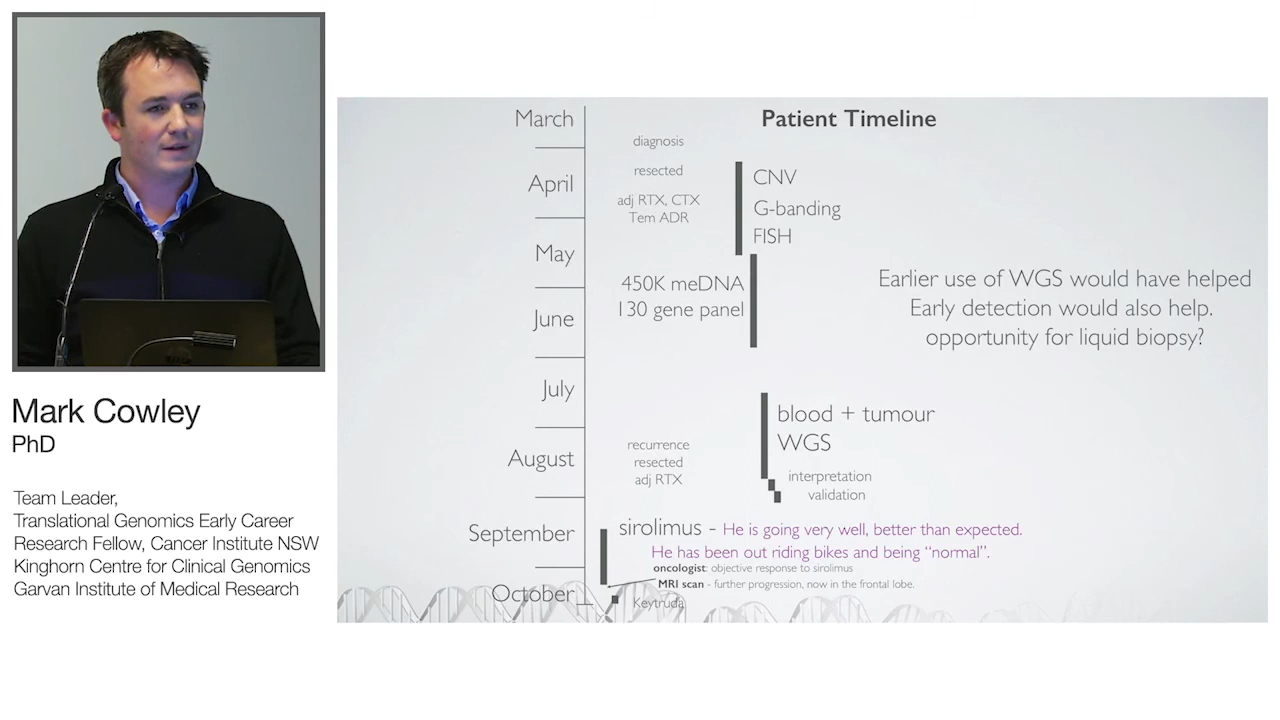 Mark Cowley
PhD
Team Leader,
Translational Genomics Early Career
Research Fellow, Cancer Institute NSW
Kinghorn Centre for Clinical Genomics
Garvan Institute of Medical Research
Patient Timeline
March
April
May
June
July
August
September
October
diagnosis
resected
adj RTX, CTX
Tem ADR
CNV
G-banding
FISH
450K meDNA
130 gene panel
Earlier use of WGS would have helped
Early detection would also help.
opportunity for liquid biopsy?
blood + tumour
WGS
recurrence
resected
adj RTX
interpretation
validation
sirolimus - He is going very well, better than expected.
He has been out riding bikes and being “normal”.
oncologist: objective response to sirolimus
MRI scan - further progression, now in the frontal lobe.
Keytruda